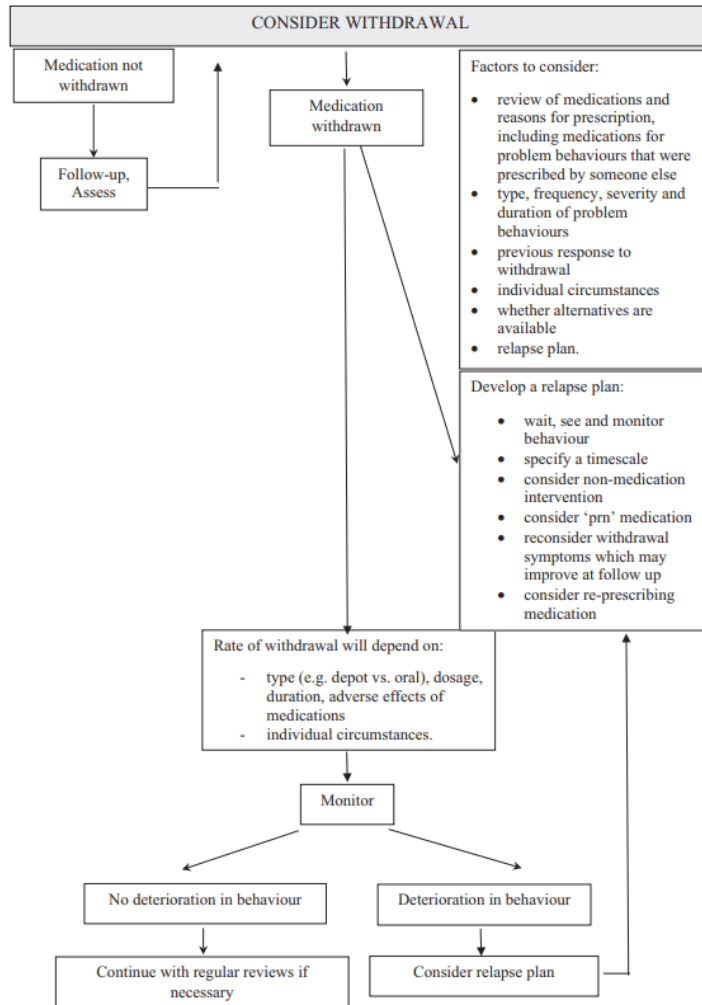 CONSIDER WITHDRAWAL
Medication not
withdrawn
Follow-up,
Assess
Medication
withdrawn
Factors to consider:
• review of medications and
reasons for prescription,
including medications for
problem behaviours that were
prescribed by someone else
• type, frequency, severity and
duration of problem
behaviours
• previous response to
withdrawal
• individual circumstances
• whether alternatives are
available
• relapse plan.
Develop a relapse plan:
• wait, see and monitor
behaviour
• specify a timescale
• consider non-medication
intervention
• consider ‘prn’ medication
• reconsider withdrawal
symptoms which may
improve at follow up
• consider re-prescribing
medication
Rate of withdrawal will depend on:
- type (e.g. depot vs. oral), dosage,
duration, adverse effects of
medications
- individual circumstances.
Monitor
No deterioration in behaviour
Deterioration in behaviour
Continue with regular reviews if
necessary
Consider relapse plan